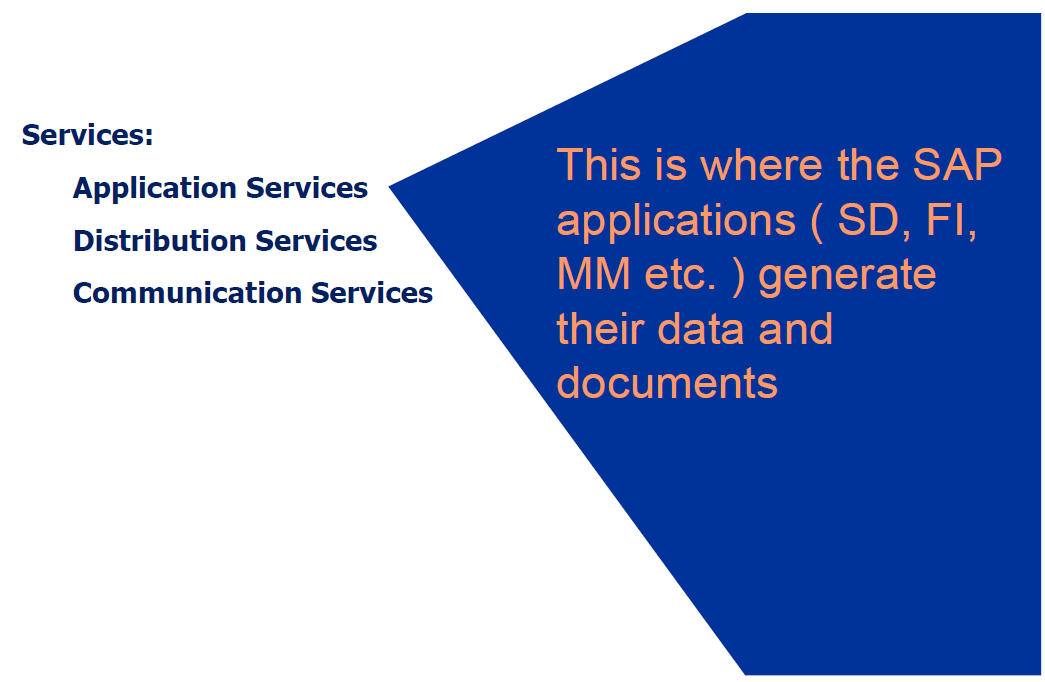 Services:
Application Services
Distribution Services
Communication Services
This is where the SAP
applications ( SD, FI,
MM etc. ) generate
their data and
documents